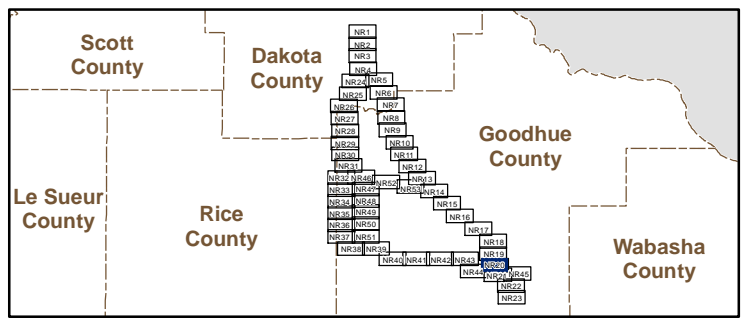 Scott
County
Dakota
County
Goodhue
County
Le Sueur
County
Rice
County
Wabasha
County
NR1
NR2
NR3
NR4
NR24
NR5
NR25
NR6
NR26
NR7
NR27
NR8
NR28
NR9
NR29
NR10
NR30
NR11
NR31
NR12
NR32
NR46
NR52
NR13
NR33
NR47
NR53
NR14
NR34
NR48
NR15
NR35
NR49
NR16
NR36
NR50
NR17
NR37
NR51
NR18
NR38
NR39
NR19
NR40
NR41
NR42
NR43
NR20
NR44
NR21
NR45
NR22
NR23